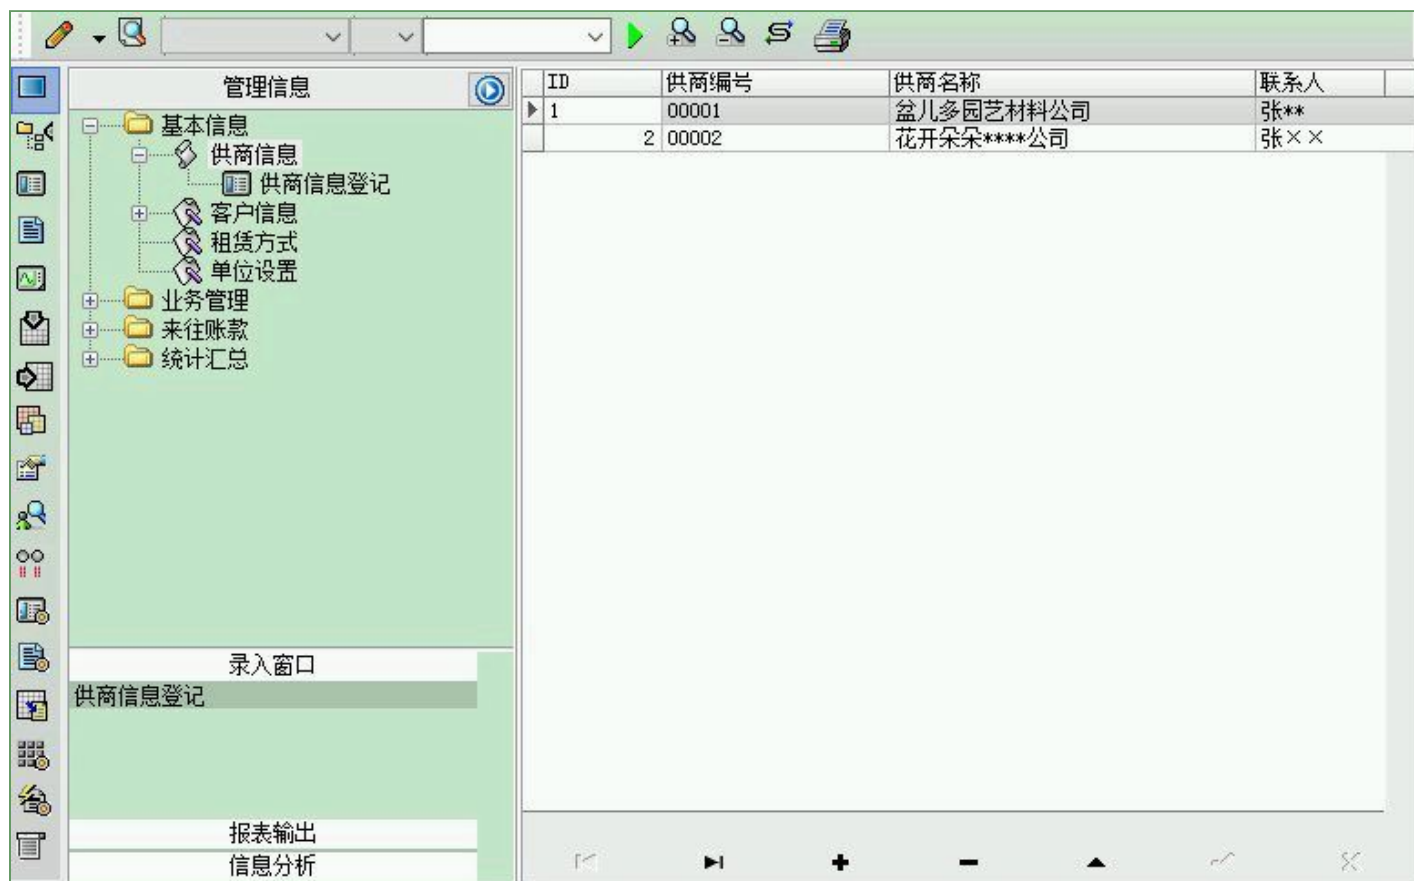 管理信息
基本信息
供商信息
供商信息登记
客户信息
租赁方式
单位设置
业务管理
来往账款
统计汇总
录入窗口
供商信息登记
报表输出
信息分析
ID 供商编号 供商名称 联系人
1 00001 盆儿多园艺材料公司 张**
2 00002 花开朵朵****公司 张××